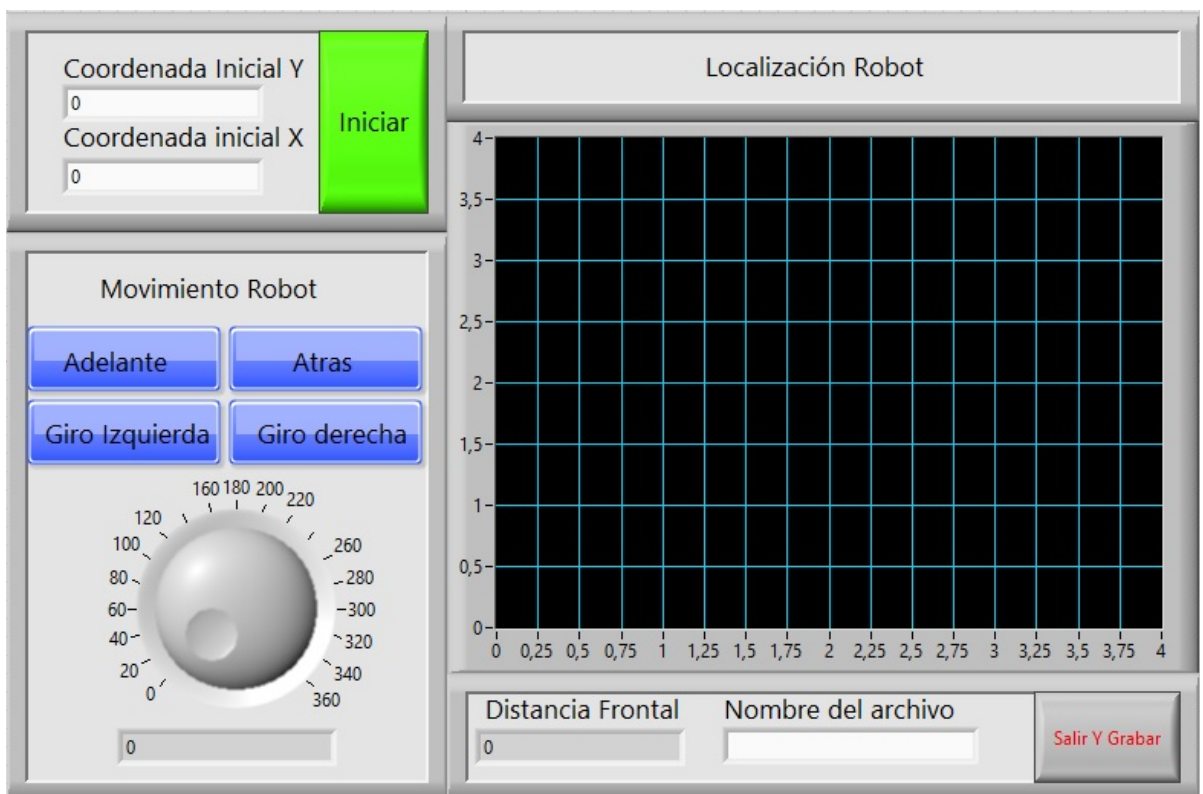 Coordenada Inicial Y
0
Coordenada inicial X
0
Iniciar
Movimiento Robot
Adelante
Atras
Giro Izquierda
Giro derecha
0
20
40
60
80
100
120
160
180
200
220
260
280
300
320
340
360
0
Localización Robot
4
3,5
3
2,5
2
1,5
1
0,5
0
0 0,25 0,5 0,75 1 1,25 1,5 1,75 2 2,25 2,5 2,75 3 3,25 3,5 3,75 4
Distancia Frontal
0
Nombre del archivo
Salir Y Grabar